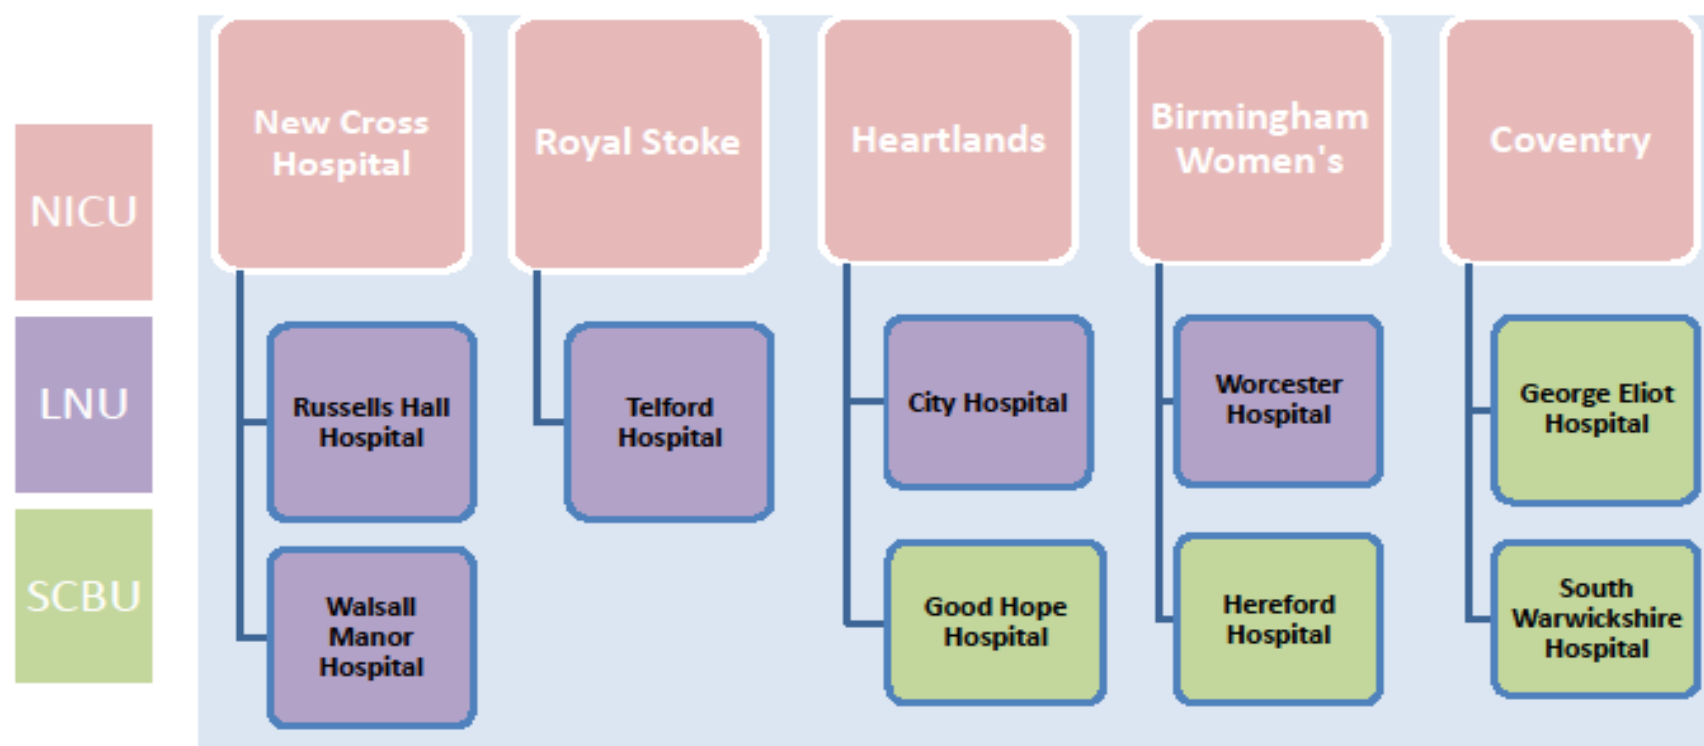 NICU
LNU
SCBU
New Cross
Hospital
Russells Hall
Hospital
Walsall
Manor
Hospital
Royal Stoke
Telford
Hospital
Heartlands
City Hospital
Good Hope
Hospital
Birmingham
Women's
Worcester
Hospital
Hereford
Hospital
Coventry
George Eliot
Hospital
South
Warwickshire
Hospital